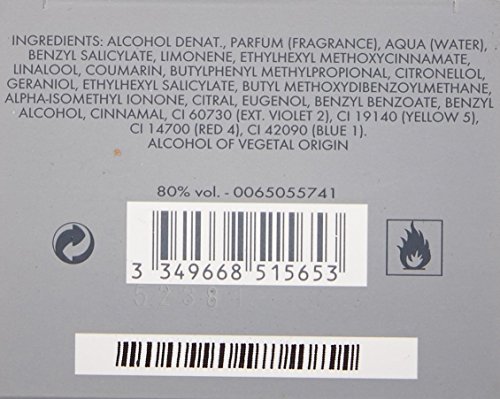 INGREDIENTS: ALCOHOL DENAT., PARFUM (FRAGRANCE), AQUA (WATER),
BENZYL SALICYLATE, LIMONENE, ETHYLHEXYL METHOXYCINNAMATE,
LINALOOL, COUMARIN, BUTYLPHENYL METHYLPROPIONAL, CITRONELLOL,
GERANIOL, ETHYLHEXYL SALICYLATE, BUTYL METHOXYDIBENZOYLMETHANE,
ALPHA-ISOMETHYL IONONE, CITRAL, EUGENOL, BENZYL BENZOATE, BENZYL
ALCOHOL, CINNAMAL, CI 60730 (EXT. VIOLET 2), CI 19140 (YELLOW 5),
CI 14700 (RED 4), CI 42090 (BLUE 1).
ALCOHOL OF VEGETAL ORIGIN
80% vol. - 0065055741
3 349668 515653